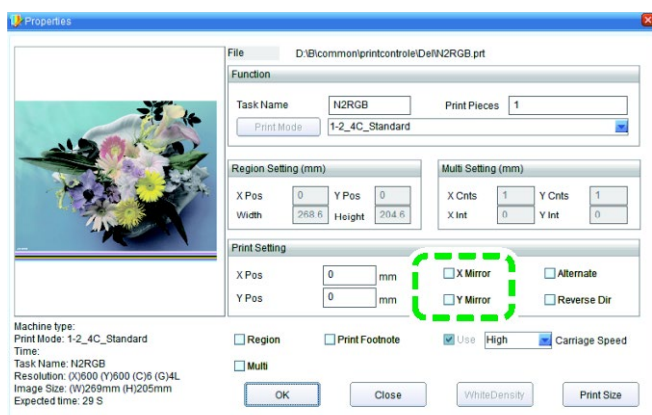 Properties
File D:\B\common\printcontrole\Del\N2RGB.prt
Function
Task Name N2RGB Print Pieces 1
Print Mode 1-2_4C_Standard
Region Setting (mm) Multi Setting (mm)
X Pos 0 Y Pos 0 X Cnts 1 Y Cnts 1
Width 268.6 Height 204.6 X Int 0 Y Int 0
Print Setting
X Pos 0 mm X Mirror Alternate
Y Pos 0 mm Y Mirror Reverse Dir
Machine type:
Print Mode: 1-2_4C_Standard
Time:
Task Name: N2RGB
Resolution: (X)600 (Y)600 (C)6 (G)4L
Image Size: (W)269mm (H)205mm
Expected time: 29 S
Region Print Footnote Use High Carriage Speed
Multi
OK Close WhiteDensity Print Size